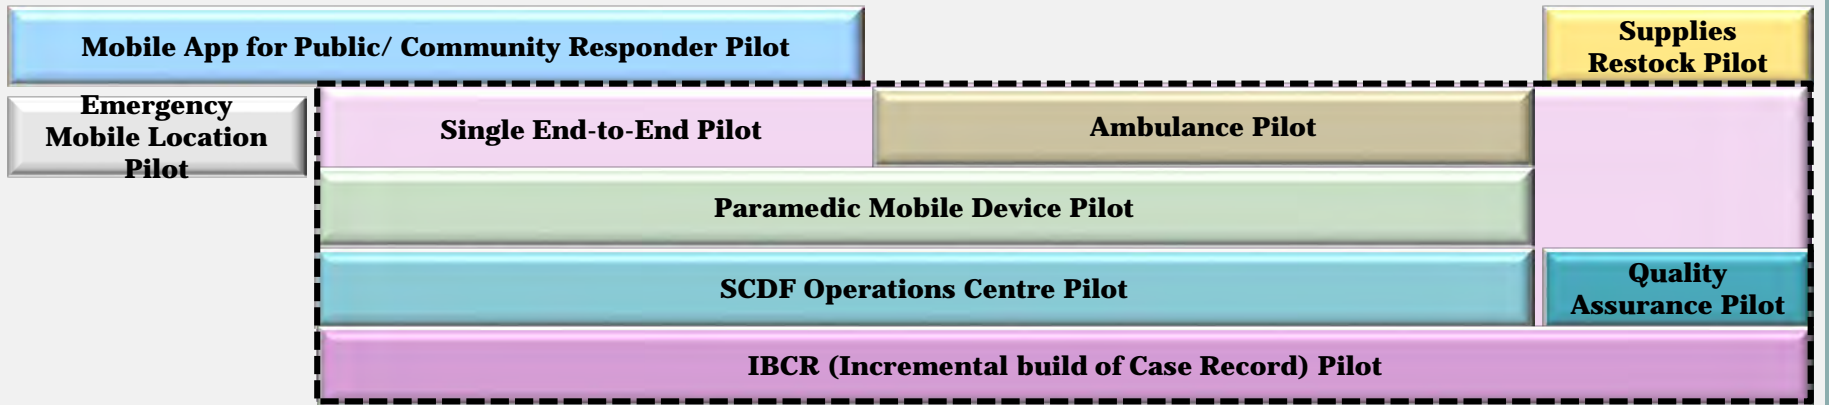 Mobile App for Public/ Community Responder Pilot
Supplies
Restock Pilot
Emergency
Mobile Location
Pilot
Single End-to-End Pilot
Ambulance Pilot
Paramedic Mobile Device Pilot
SCDF Operations Centre Pilot
Quality
Assurance Pilot
IBCR (Incremental build of Case Record) Pilot